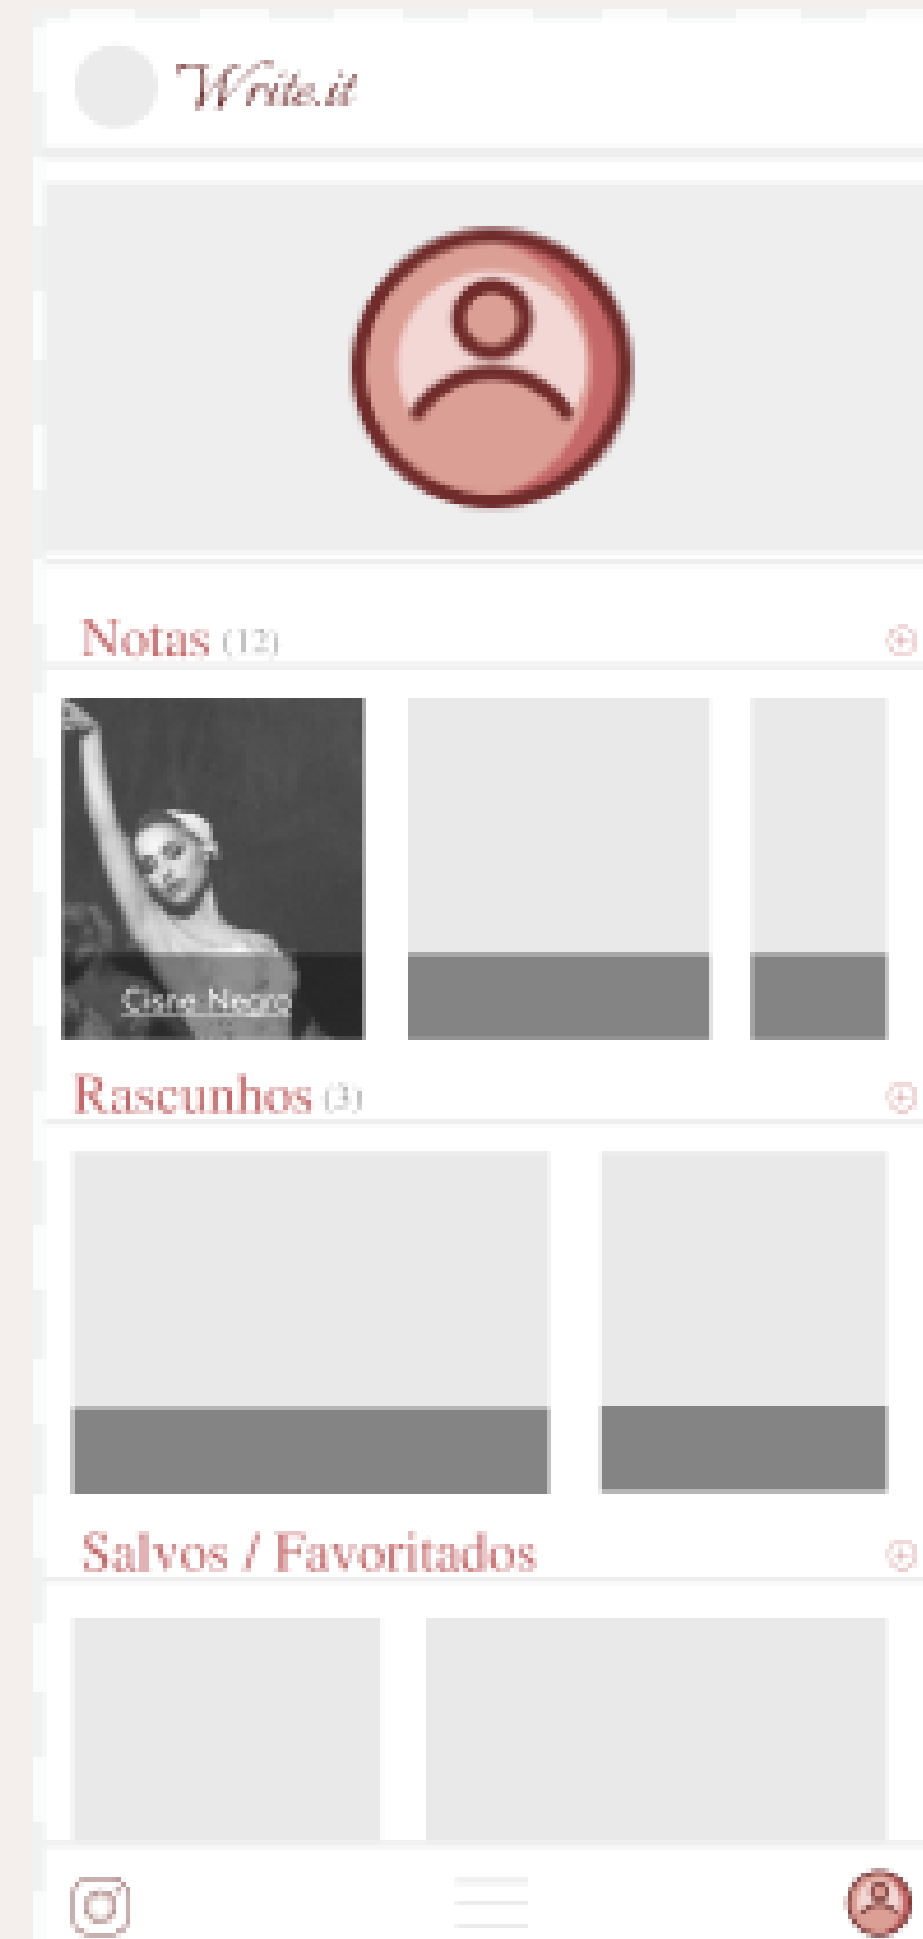 Write.it
Notas (12)
Cisne Negro
Rascunhos (3)
Salvos / Favoritados